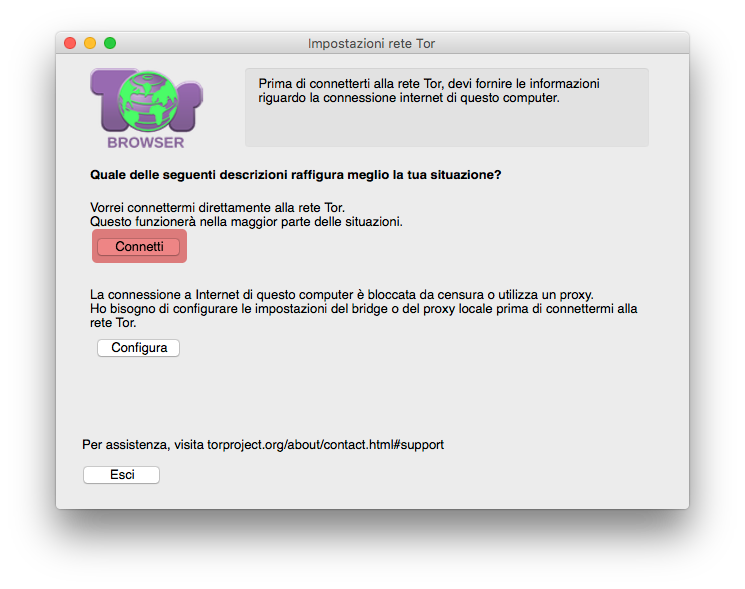 Impostazioni rete Tor
Tor
BROWSER
Prima di connetterti alla rete Tor, devi fornire le informazioni
riguardo la connessione internet di questo computer.
Quale delle seguenti descrizioni raffigura meglio la tua situazione?
Vorrei connettermi direttamente alla rete Tor.
Questo funzionerà nella maggior parte delle situazioni.
Connetti
La connessione a Internet di questo computer è bloccata da censura o utilizza un proxy.
Ho bisogno di configurare le impostazioni del bridge o del proxy locale prima di connettermi alla
rete Tor.
Configura
Per assistenza, visita torproject.org/about/contact.html#support
Esci